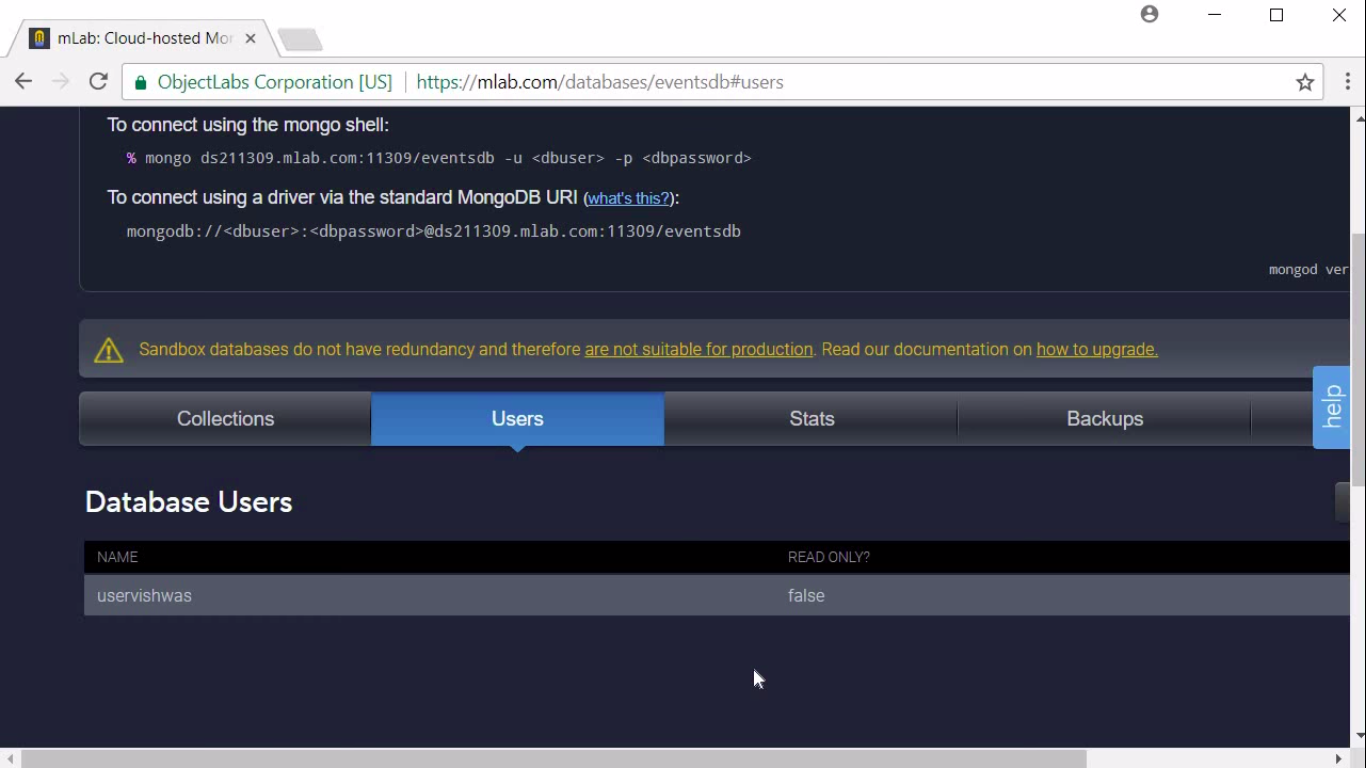 mLab: Cloud-hosted Mon
ObjectLabs Corporation [US] https://mlab.com/databases/eventsdb#users
To connect using the mongo shell:
% mongo ds211309.mlab.com:11309/eventsdb -u <dbuser> -p <dbpassword>
To connect using a driver via the standard MongoDB URI (what's this?):
mongodb://<dbuser>:<dbpassword>@ds211309.mlab.com:11309/eventsdb
mongod ver
Sandbox databases do not have redundancy and therefore are not suitable for production. Read our documentation on how to upgrade.
Collections Users Stats Backups
help
Database Users
NAME READ ONLY?
uservishwas false